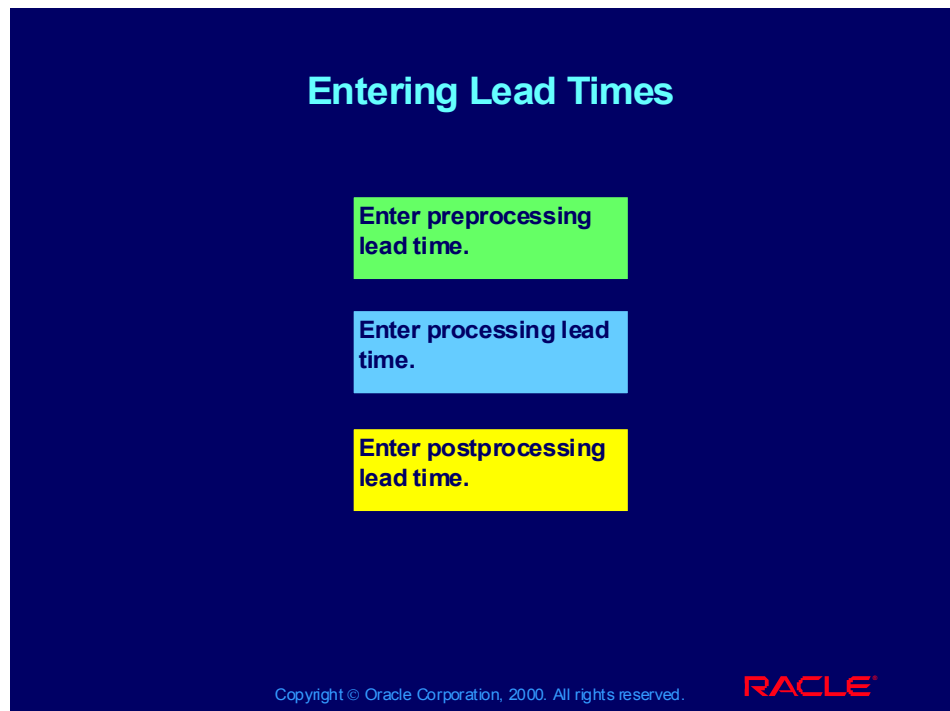 Entering Lead Times
Enter preprocessing
lead time.
Enter processing lead
time.
Enter postprocessing
lead time.
Copyright © Oracle Corporation, 2000. All rights reserved.
RACLE®